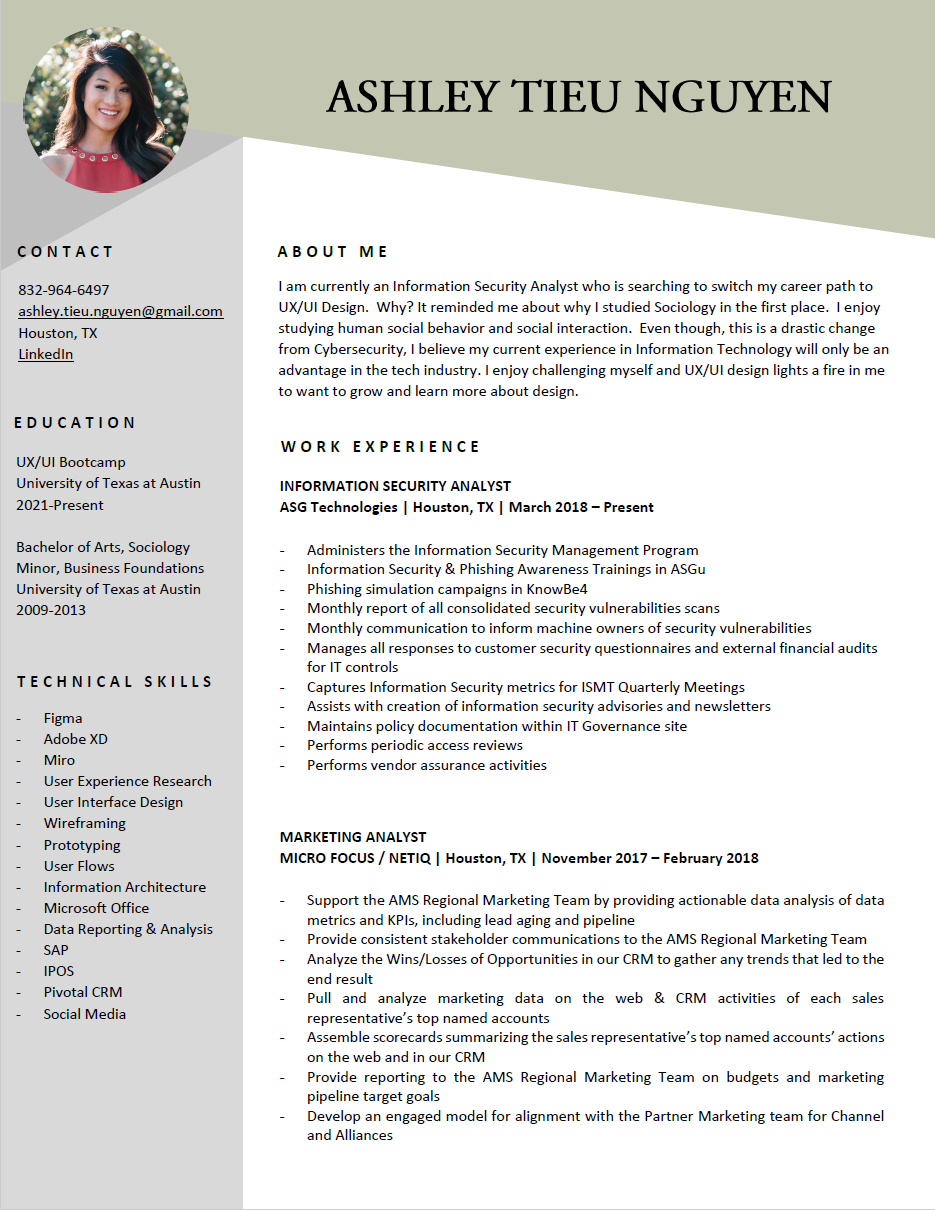 ASHLEY TIEU NGUYEN
CONTACT
832-964-6497
ashley.tieu.nguyen@gmail.com
Houston, TX
LinkedIn
EDUCATION
UX/UI Bootcamp
University of Texas at Austin
2021-Present
Bachelor of Arts, Sociology
Minor, Business Foundations
University of Texas at Austin
2009-2013
TECHNICAL SKILLS
- Figma
- Adobe XD
- Miro
- User Experience Research
- User Interface Design
- Wireframing
- Prototyping
- User Flows
- Information Architecture
- Microsoft Office
- Data Reporting & Analysis
- SAP
- IPOS
- Pivotal CRM
- Social Media
ABOUT ME
I am currently an Information Security Analyst who is searching to switch my career path to
UX/UI Design.  Why? It reminded me about why I studied Sociology in the first place.  I enjoy
studying human social behavior and social interaction.  Even though, this is a drastic change
from Cybersecurity, I believe my current experience in Information Technology will only be an
advantage in the tech industry. I enjoy challenging myself and UX/UI design lights a fire in me
to want to grow and learn more about design.
WORK EXPERIENCE
INFORMATION SECURITY ANALYST
ASG Technologies | Houston, TX | March 2018 – Present
- Administers the Information Security Management Program
- Information Security & Phishing Awareness Trainings in ASGu
- Phishing simulation campaigns in KnowBe4
- Monthly report of all consolidated security vulnerabilities scans
- Monthly communication to inform machine owners of security vulnerabilities
- Manages all responses to customer security questionnaires and external financial audits
for IT controls
- Captures Information Security metrics for ISMT Quarterly Meetings
- Assists with creation of information security advisories and newsletters
- Maintains policy documentation within IT Governance site
- Performs periodic access reviews
- Performs vendor assurance activities
MARKETING ANALYST
MICRO FOCUS / NETIQ | Houston, TX | November 2017 – February 2018
- Support the AMS Regional Marketing Team by providing actionable data analysis of data
metrics and KPIs, including lead aging and pipeline
- Provide consistent stakeholder communications to the AMS Regional Marketing Team
- Analyze the Wins/Losses of Opportunities in our CRM to gather any trends that led to the
end result
- Pull and analyze marketing data on the web & CRM activities of each sales
representative’s top named accounts
- Assemble scorecards summarizing the sales representative’s top named accounts’ actions
on the web and in our CRM
- Provide reporting to the AMS Regional Marketing Team on budgets and marketing
pipeline target goals
- Develop an engaged model for alignment with the Partner Marketing team for Channel
and Alliances